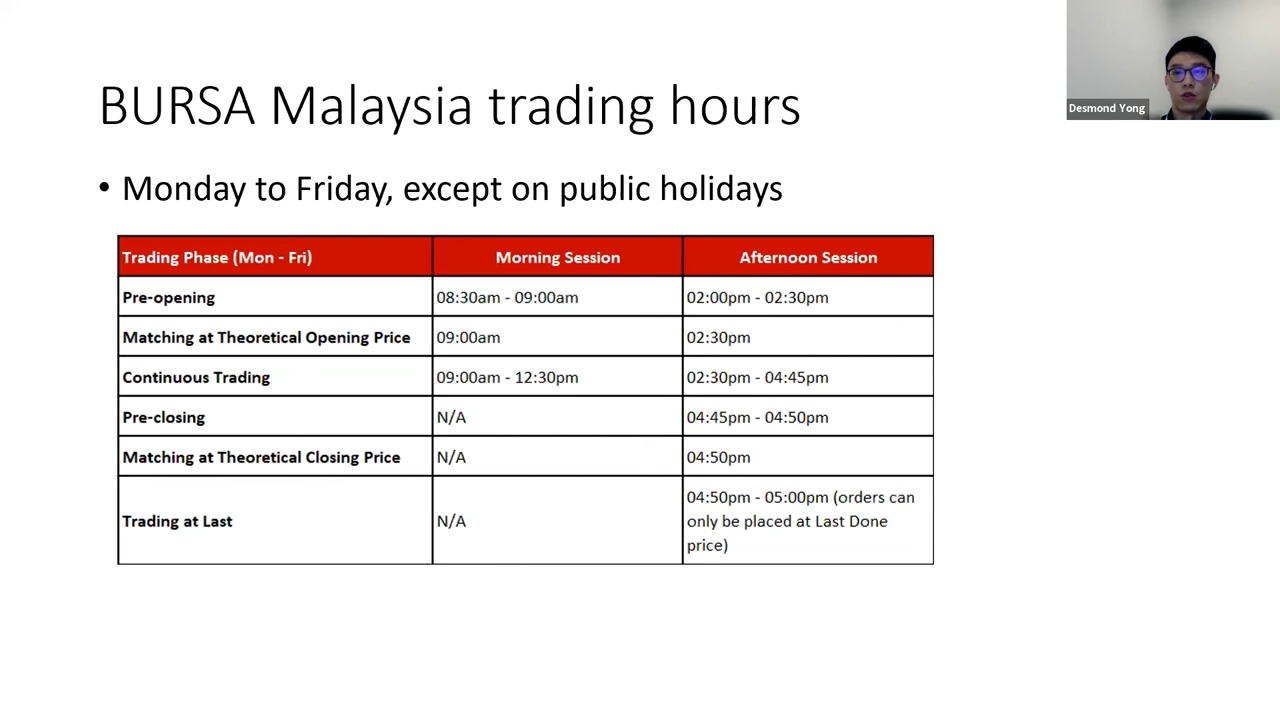 BURSA Malaysia trading hours
Desmond Yong
• Monday to Friday, except on public holidays
Trading Phase (Mon - Fri) Morning Session Afternoon Session
Pre-opening 08:30am - 09:00am 02:00pm - 02:30pm
Matching at Theoretical Opening Price 09:00am 02:30pm
Continuous Trading 09:00am - 12:30pm 02:30pm - 04:45pm
Pre-closing N/A 04:45pm - 04:50pm
Matching at Theoretical Closing Price N/A 04:50pm
Trading at Last N/A 04:50pm - 05:00pm (orders can
only be placed at Last Done
price)